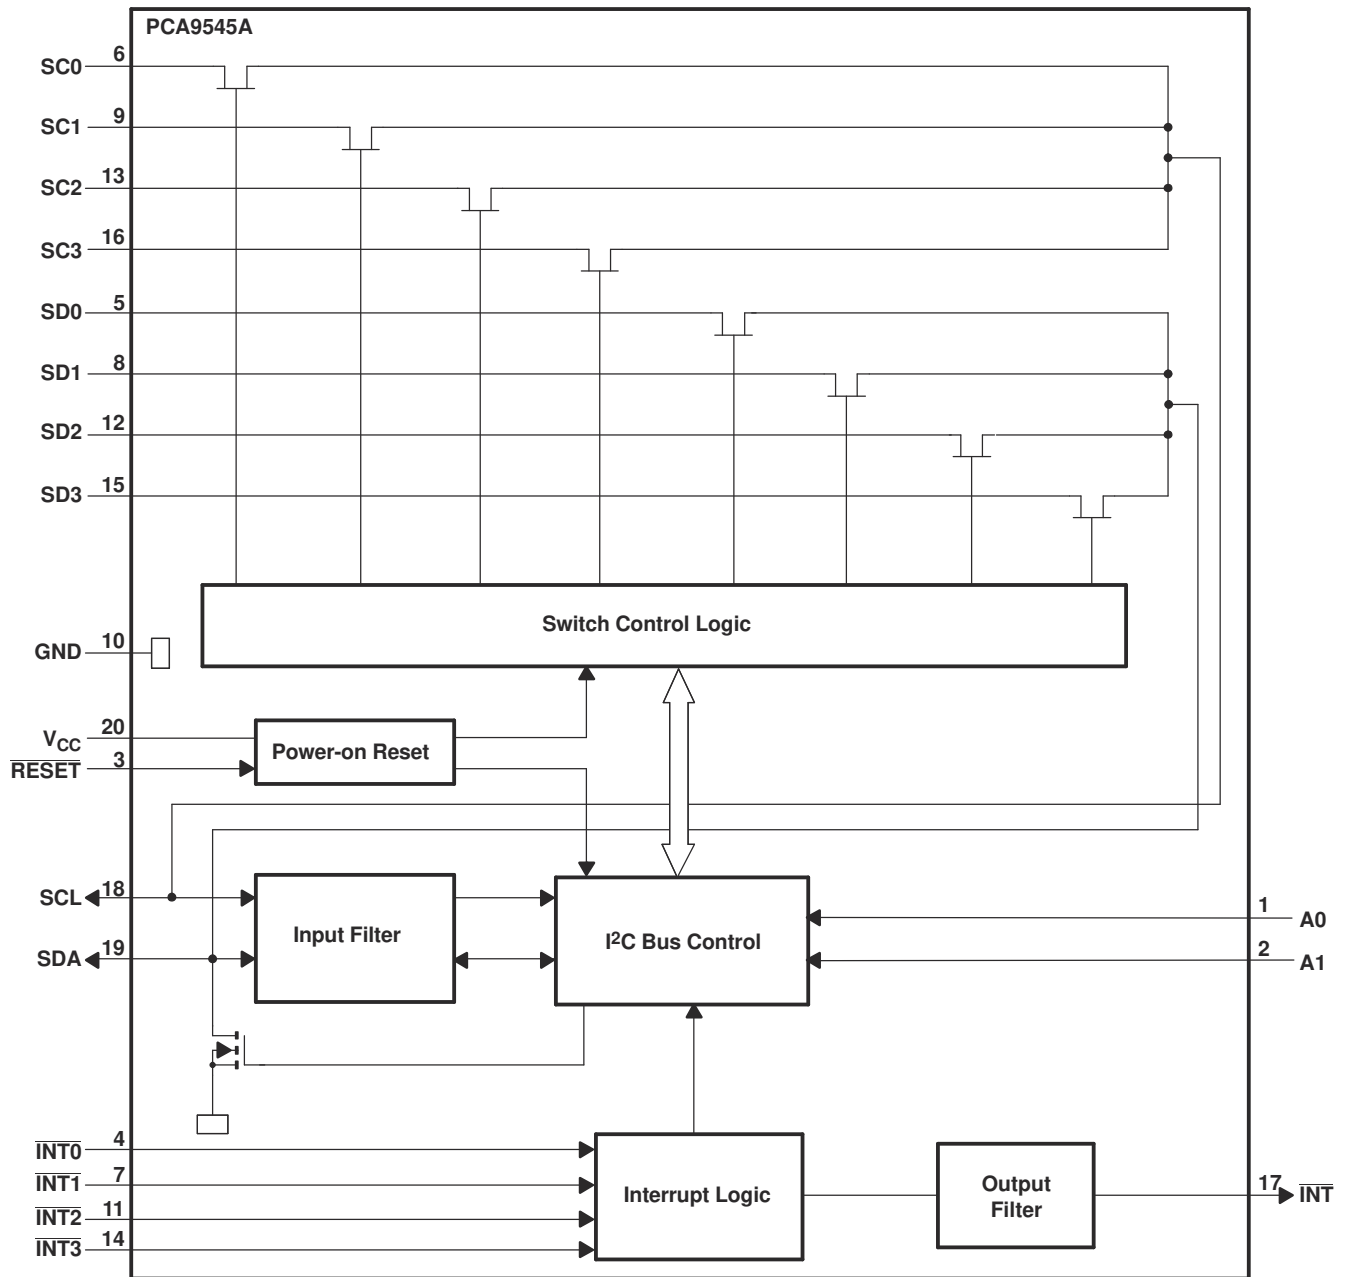 PCA9545A
SC0 6
SC1 9
SC2 13
SC3 16
SD0 5
SD1 8
SD2 12
SD3 15
Switch Control Logic
GND 10
VCC 20
Power-on Reset
RESET 3
SCL 18
Input Filter
I²C Bus Control
1 A0
SDA 19
2 A1
INT0 4
INT1 7
Interrupt Logic
Output
Filter
17 INT
INT2 11
INT3 14